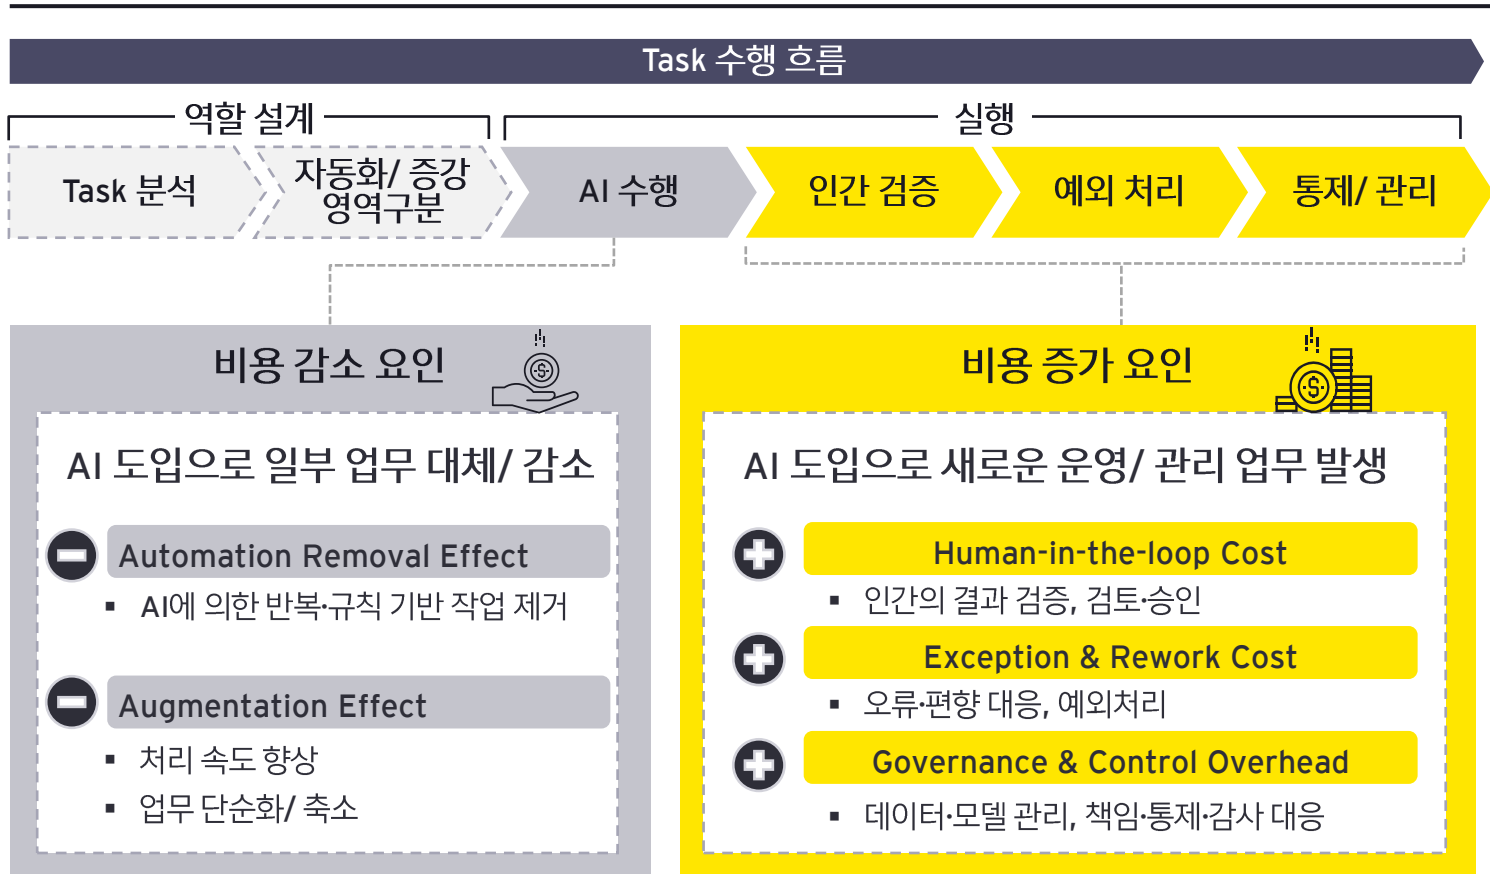 Task 수행 흐름
역할 설계
실행
Task 분석
자동화/ 증강
영역구분
AI 수행
인간 검증
예외 처리
통제/ 관리
비용 감소 요인
AI 도입으로 일부 업무 대체/ 감소
Automation Removal Effect
▪ AI에 의한 반복·규칙 기반 작업 제거
Augmentation Effect
▪ 처리 속도 향상
▪ 업무 단순화/ 축소
비용 증가 요인
AI 도입으로 새로운 운영/ 관리 업무 발생
Human-in-the-loop Cost
▪ 인간의 결과 검증, 검토·승인
Exception & Rework Cost
▪ 오류·편향 대응, 예외처리
Governance & Control Overhead
▪ 데이터·모델 관리, 책임·통제·감사 대응